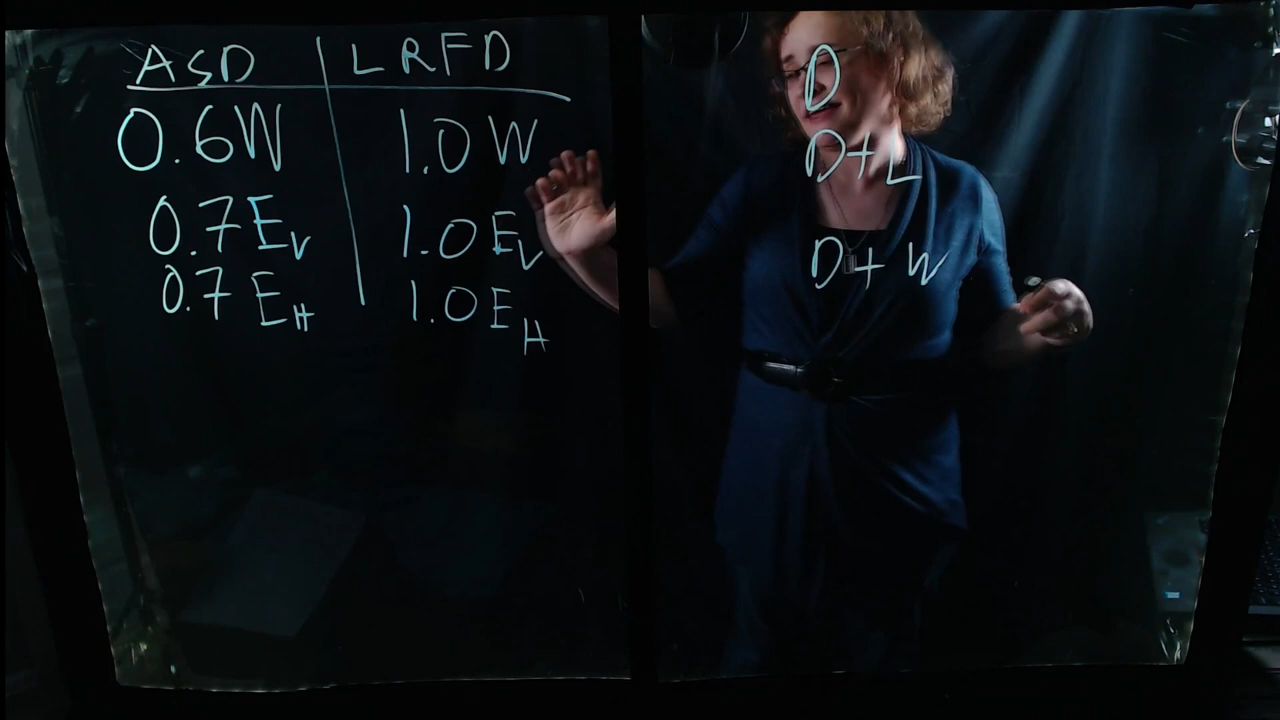 ASD LRFD
0.6W 1.0W
0.7Ev 1.0Ev
0.7EH 1.0EH
D
D+L
D+W